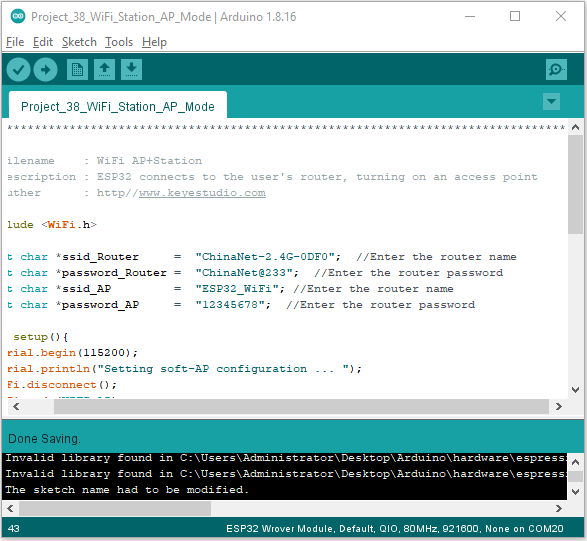 Project_38_WiFi_Station_AP_Mode | Arduino 1.8.16
File Edit Sketch Tools Help
Project_38_WiFi_Station_AP_Mode
**********************************************************************************
ilename    : WiFi AP+Station
escription : ESP32 connects to the user's router, turning on an access point
uther      : http//www.keyestudio.com
lude <WiFi.h>
t char *ssid_Router     =  "ChinaNet-2.4G-0DF0";  //Enter the router name
t char *password_Router =  "ChinaNet@233";  //Enter the router password
t char *ssid_AP         =  "ESP32_WiFi"; //Enter the router name
t char *password_AP     =  "12345678";  //Enter the router password
setup(){
rial.begin(115200);
rial.println("Setting soft-AP configuration ... ");
Fi.disconnect();
Done Saving.
Invalid library found in C:\Users\Administrator\Desktop\Arduino\hardware\espress
Invalid library found in C:\Users\Administrator\Desktop\Arduino\hardware\espress
The sketch name had to be modified.
43
ESP32 Wrover Module, Default, QIO, 80MHz, 921600, None on COM20